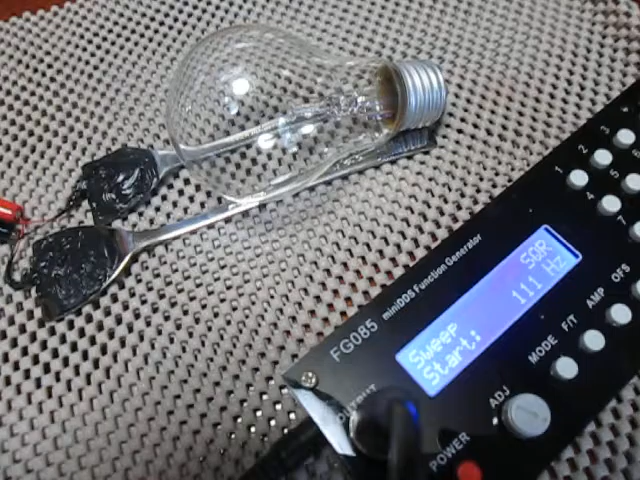 FG085 miniDDS Function Generator
SQR
Sweep
Start: 111 Hz
1 2 3
4 5
7
MODE F/T AMP OFS
ADJ
OUTPUT
POWER